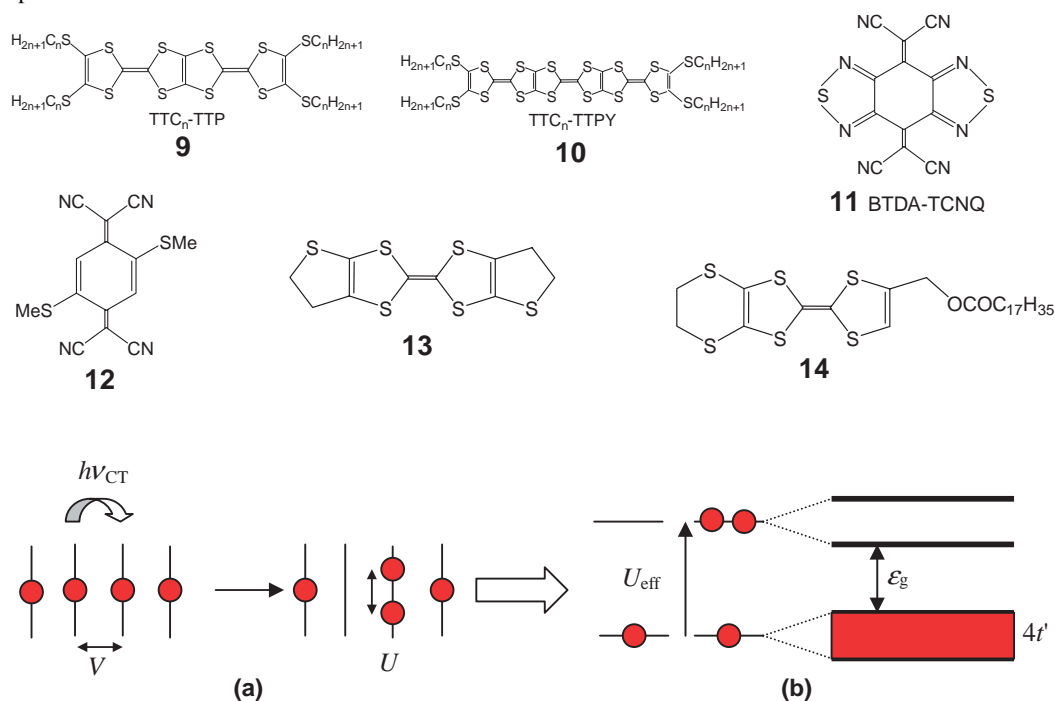 H2n+1CnS SCnH2n+1
S S S S
S S S S
H2n+1CnS SCnH2n+1
TTCn-TTP
9
H2n+1CnS SCnH2n+1
S S S S S S S S
S S S S S S S S
H2n+1CnS SCnH2n+1
TTCn-TTPY
10
NC CN
N N
S S
N N
NC CN
11 BTDA-TCNQ
NC CN
SMe
MeS
NC CN
12
S S S
S S S
13
S S S
OCOC17H35
S S S
14
hνCT
V
U
(a)
Ueff
εg
4t'
(b)